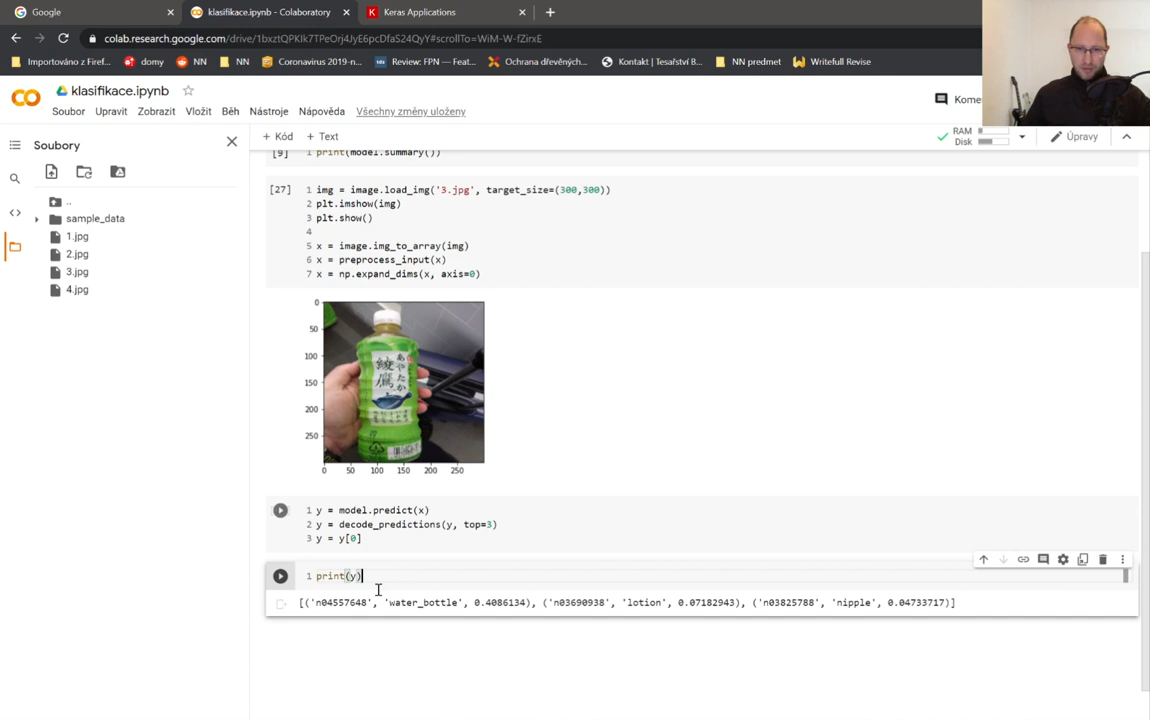 Google
klasifikace.ipynb - Colaboratory
Keras Applications
colab.research.google.com/drive/1bxztQPKIk7TPeOrj4JyE6pcDfaS24QyY#scrollTo=WiM-W-fZirxE
Importováno z Firef...
domy
NN
NN
Coronavirus 2019-n...
Review: FPN — Feat...
Ochrana dřevěných...
Kontakt | Tesařství B...
NN predmet
Writefull Revise
klasifikace.ipynb
Soubor
Upravit
Zobrazit
Vložit
Běh
Nástroje
Nápověda
Všechny změny uloženy
Kome
Soubory
+ Kód
+ Text
RAM
Disk
Úpravy
..
sample_data
1.jpg
2.jpg
3.jpg
4.jpg
[9] 1 print(model.summary())
[27] 1 img = image.load_img('3.jpg', target_size=(300,300))
2 plt.imshow(img)
3 plt.show()
4
5 x = image.img_to_array(img)
6 x = preprocess_input(x)
7 x = np.expand_dims(x, axis=0)
0
50
100
150
200
250
0 50 100 150 200 250
あやたか
綾鷹
1 y = model.predict(x)
2 y = decode_predictions(y, top=3)
3 y = y[0]
1 print(y)
[('n04557648', 'water_bottle', 0.4086134), ('n03690938', 'lotion', 0.07182943), ('n03825788', 'nipple', 0.04733717)]